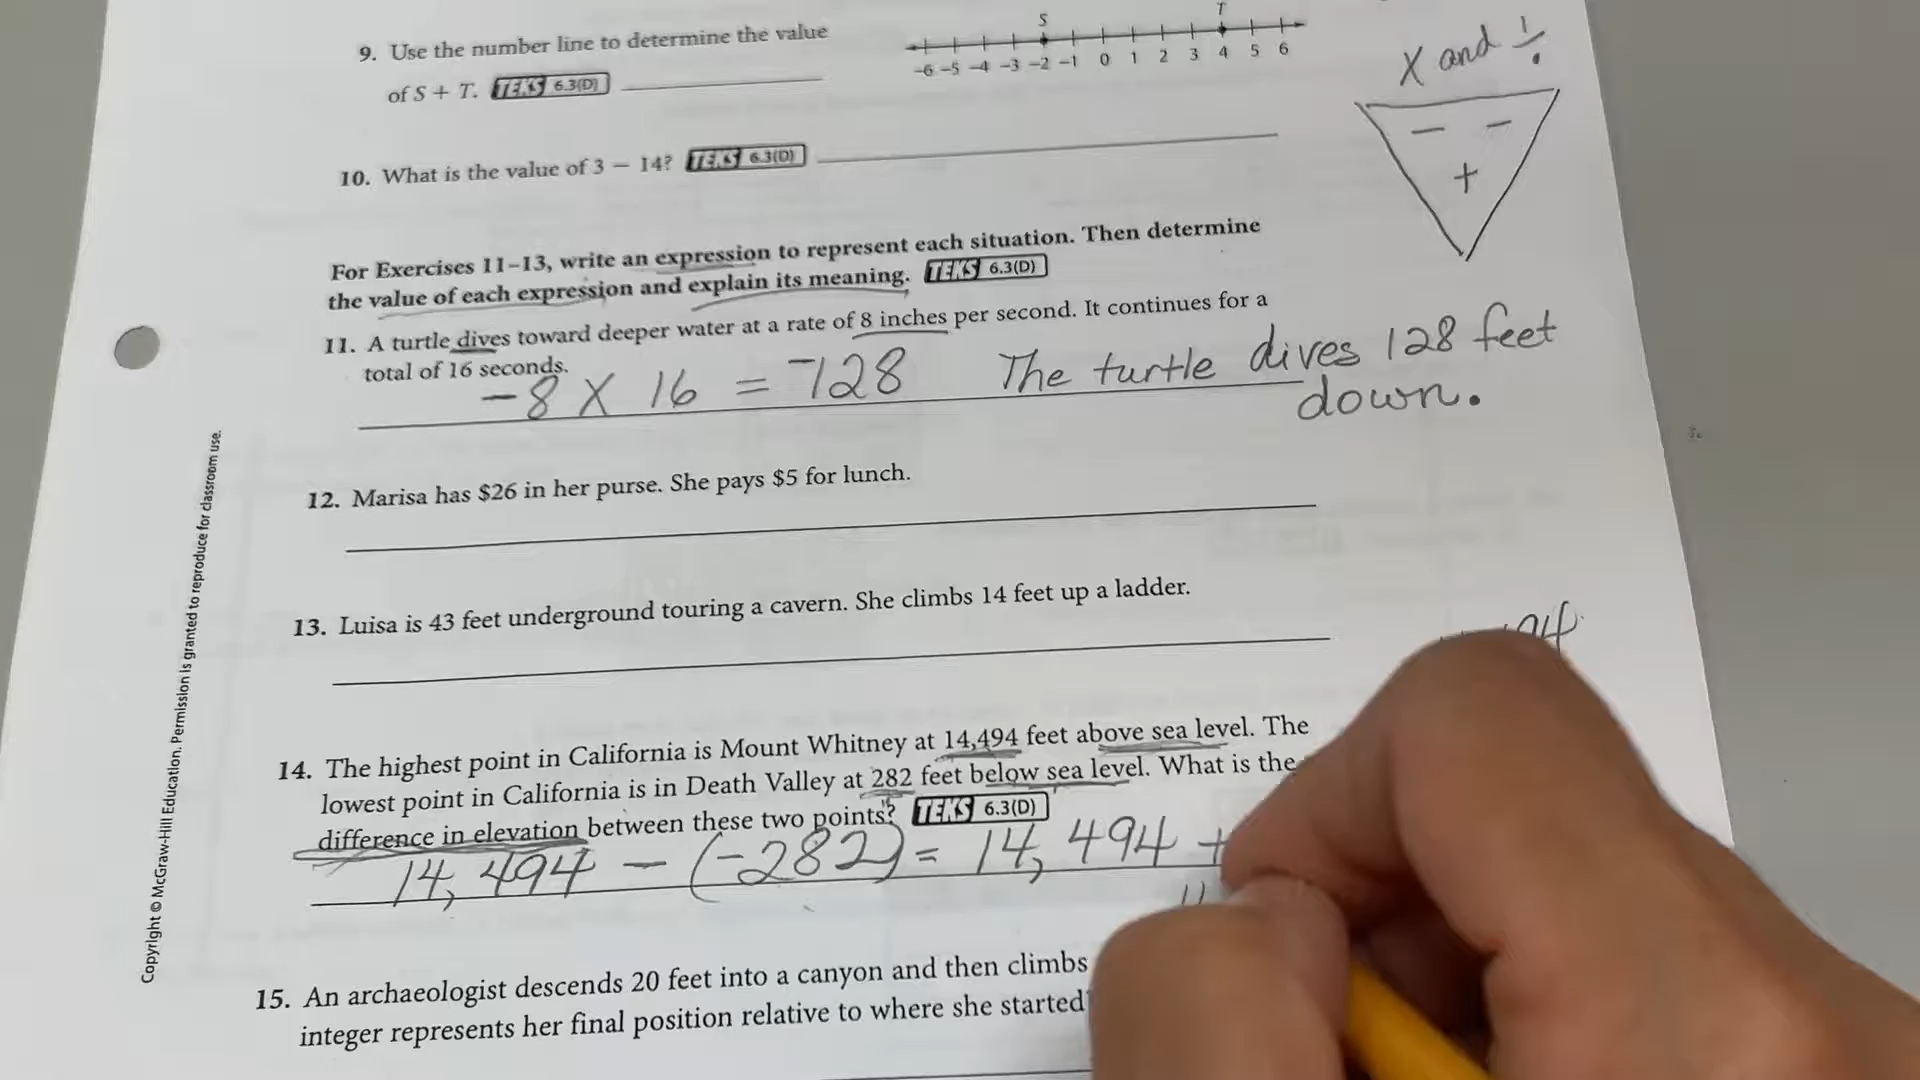 S T
9. Use the number line to determine the value
-6 -5 -4 -3 -2 -1 0 1 2 3 4 5 6
of S + T. TEKS 6.3(D)
X and ÷
- -
+
10. What is the value of 3 − 14? TEKS 6.3(D)
For Exercises 11–13, write an expression to represent each situation. Then determine
the value of each expression and explain its meaning. TEKS 6.3(D)
11. A turtle dives toward deeper water at a rate of 8 inches per second. It continues for a
total of 16 seconds.
-8 X 16 = -128 The turtle dives 128 feet
down.
12. Marisa has $26 in her purse. She pays $5 for lunch.
13. Luisa is 43 feet underground touring a cavern. She climbs 14 feet up a ladder.
14. The highest point in California is Mount Whitney at 14,494 feet above sea level. The
lowest point in California is in Death Valley at 282 feet below sea level. What is the
difference in elevation between these two points? TEKS 6.3(D)
14,494 - (-282) = 14,494 +
15. An archaeologist descends 20 feet into a canyon and then climbs
integer represents her final position relative to where she started
Copyright © McGraw-Hill Education. Permission is granted to reproduce for classroom use.